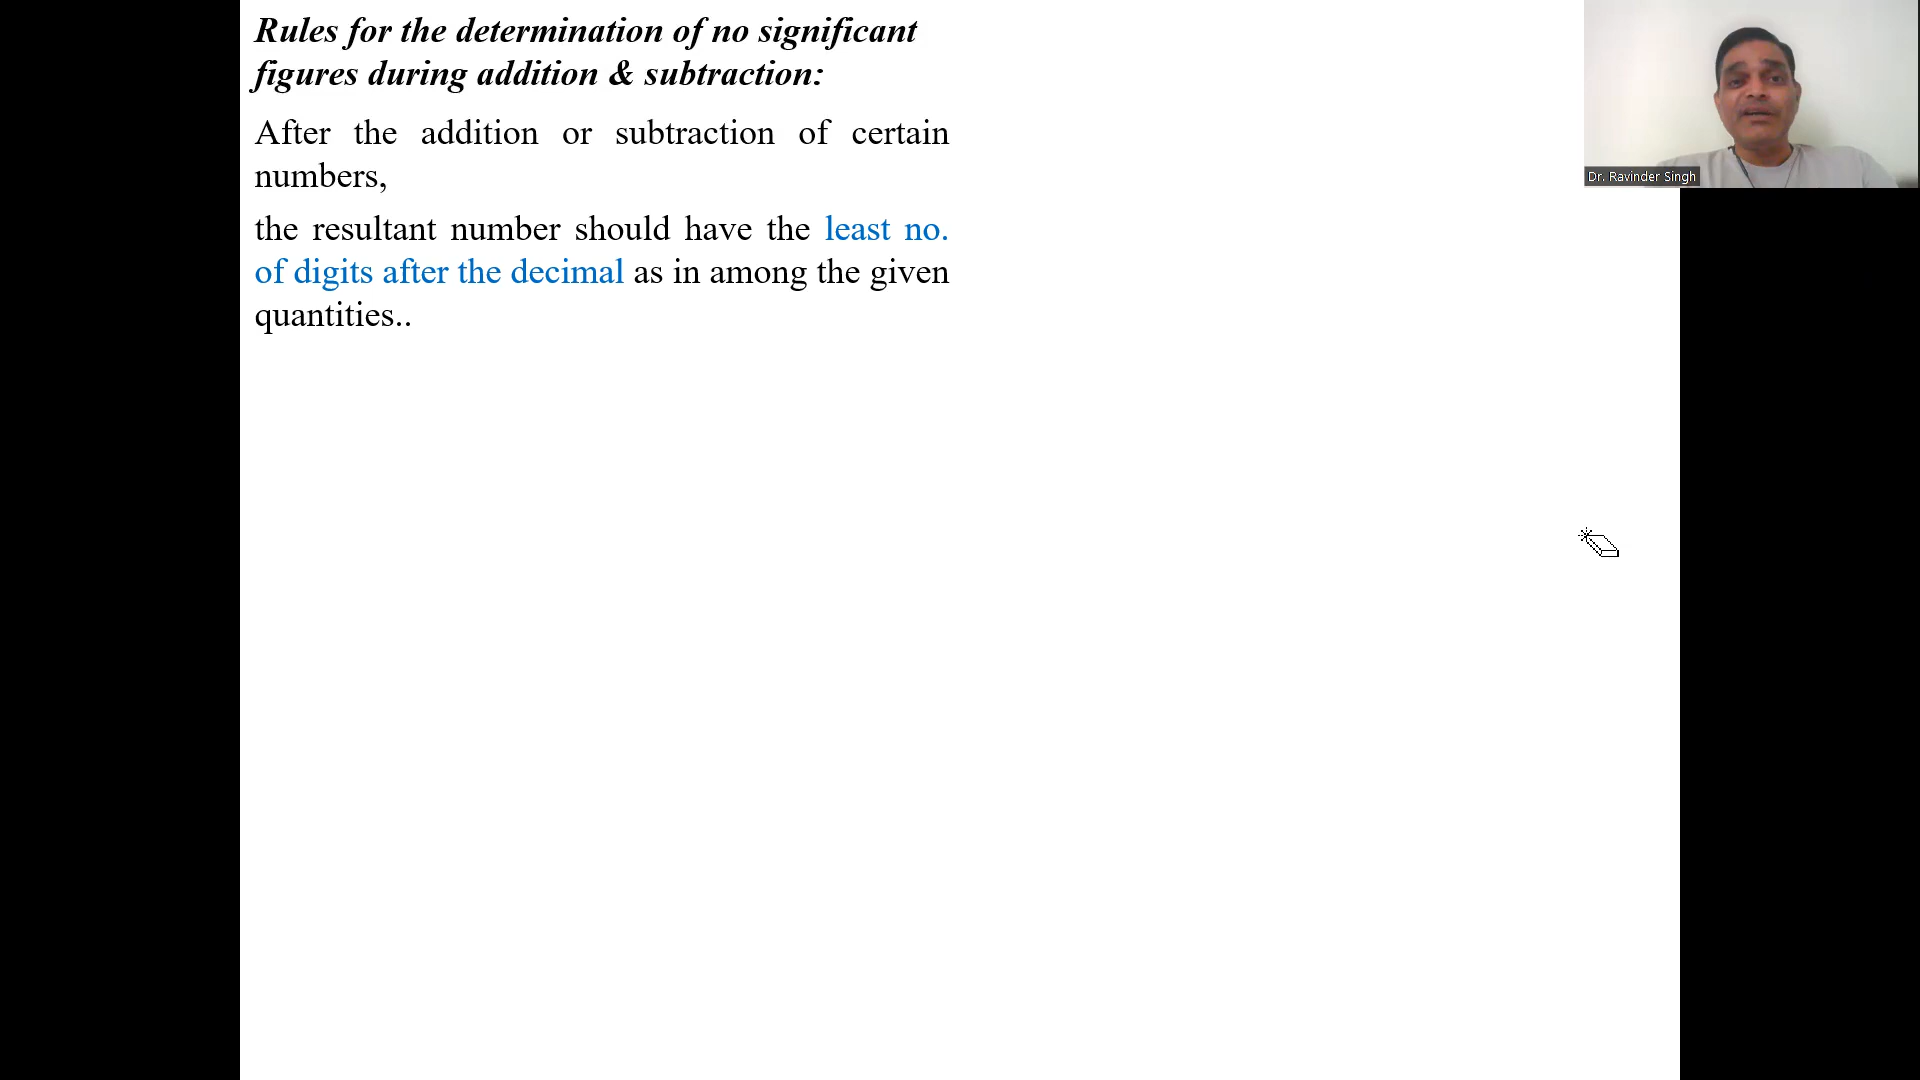 Rules for the determination of no significant
figures during addition & subtraction:
After the addition or subtraction of certain
numbers,
the resultant number should have the least no.
of digits after the decimal as in among the given
quantities..
Dr. Ravinder Singh